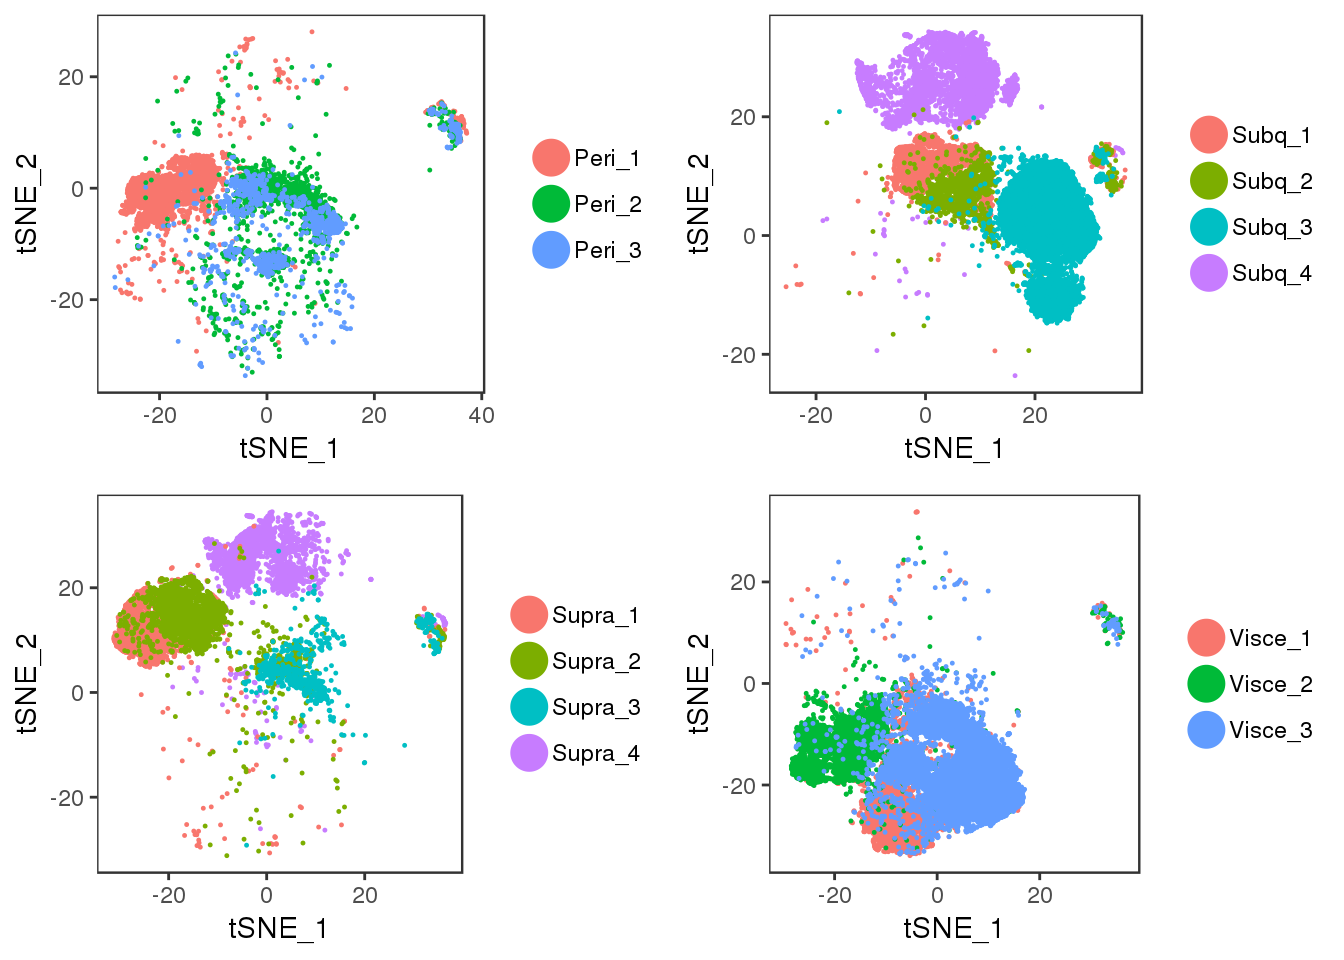 20
0
-20
tSNE_2
-20
0
20
40
tSNE_1
Peri_1
Peri_2
Peri_3
20
0
-20
tSNE_2
-20
0
20
tSNE_1
Subq_1
Subq_2
Subq_3
Subq_4
20
0
-20
tSNE_2
-20
0
20
tSNE_1
Supra_1
Supra_2
Supra_3
Supra_4
20
0
-20
tSNE_2
-20
0
20
tSNE_1
Visce_1
Visce_2
Visce_3